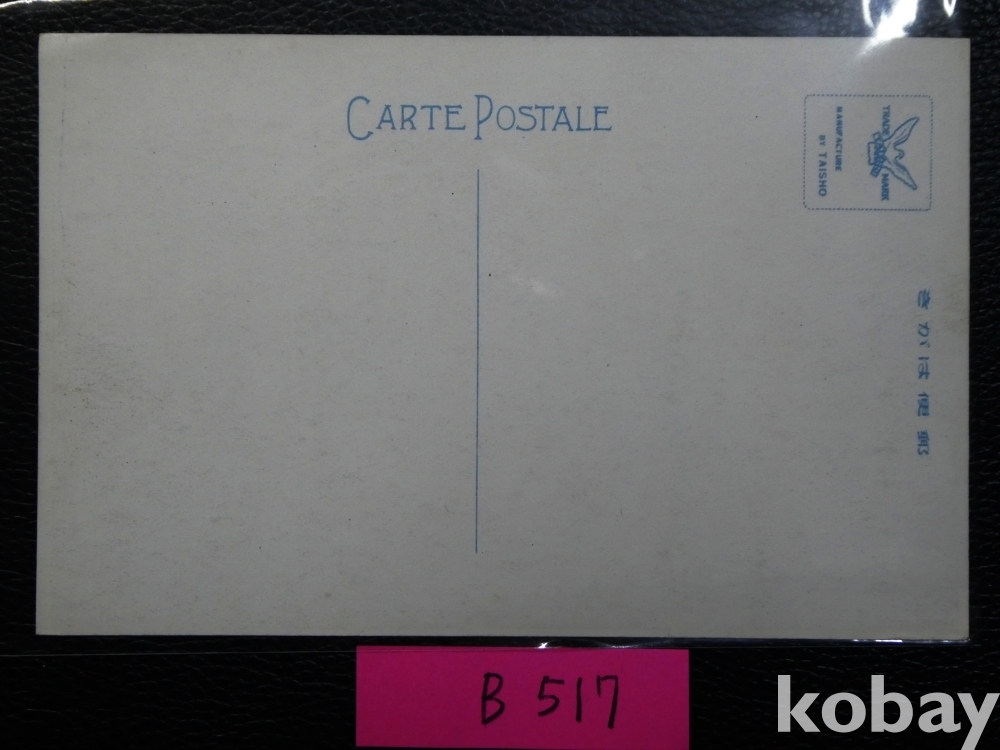 CARTE POSTALE
TRADE MARK
MANUFACTURE
BY TAISHO
きがは便郵
B 517
kobay